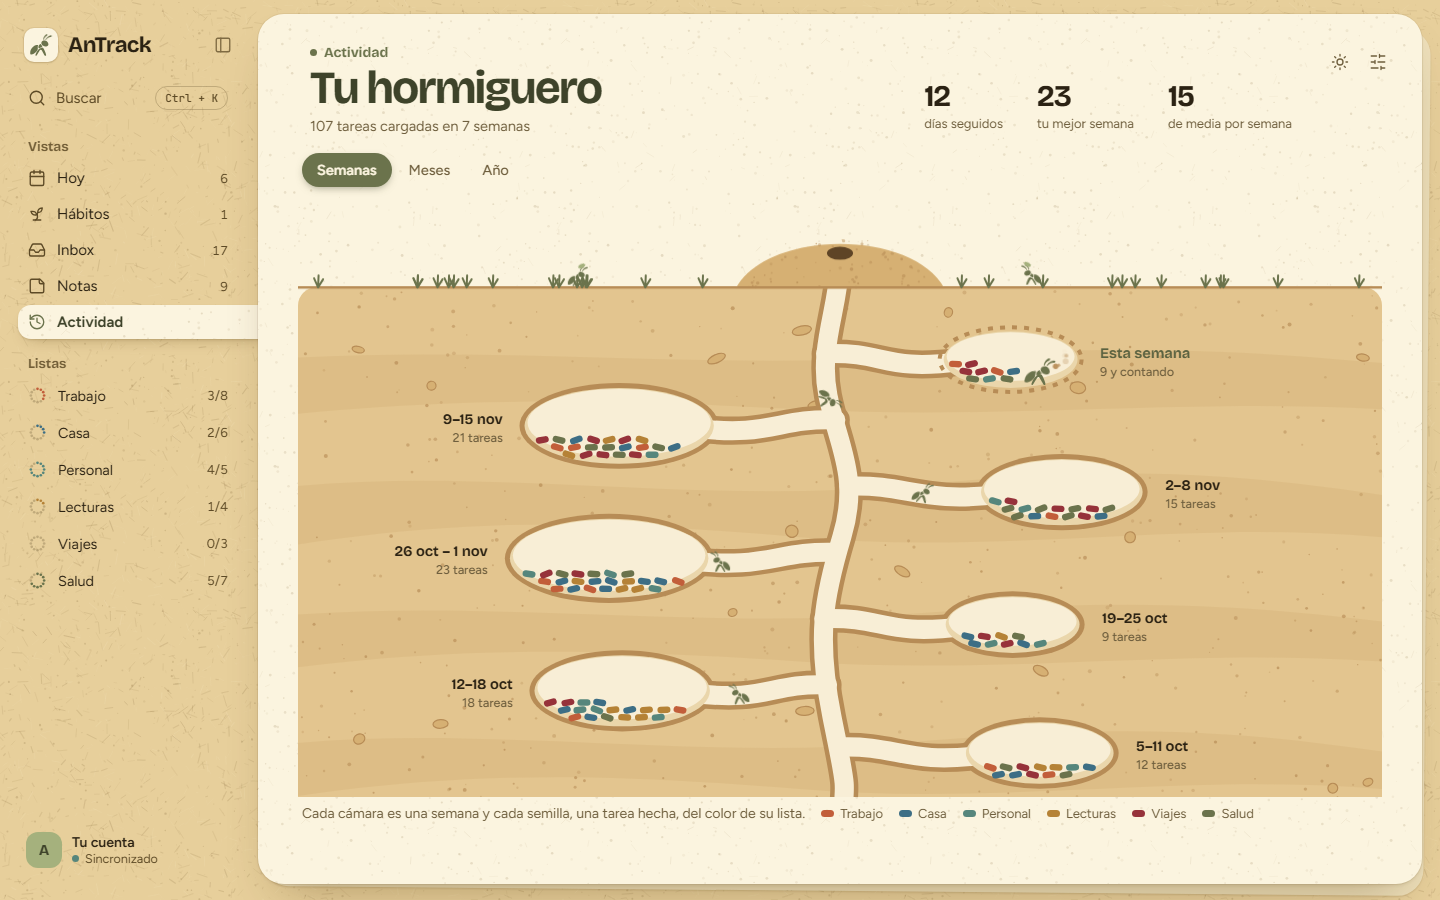 AnTrack
Buscar
Ctrl + K
Vistas
Hoy 6
Hábitos 1
Inbox 17
Notas 9
Actividad
Listas
Trabajo 3/8
Casa 2/6
Personal 4/5
Lecturas 1/4
Viajes 0/3
Salud 5/7
A
Tu cuenta
Sincronizado
Actividad
Tu hormiguero
107 tareas cargadas en 7 semanas
12
días seguidos
23
tu mejor semana
15
de media por semana
Semanas Meses Año
Esta semana
9 y contando
9–15 nov
21 tareas
2–8 nov
15 tareas
26 oct – 1 nov
23 tareas
19–25 oct
9 tareas
12–18 oct
18 tareas
5–11 oct
12 tareas
Cada cámara es una semana y cada semilla, una tarea hecha, del color de su lista. Trabajo Casa Personal Lecturas Viajes Salud